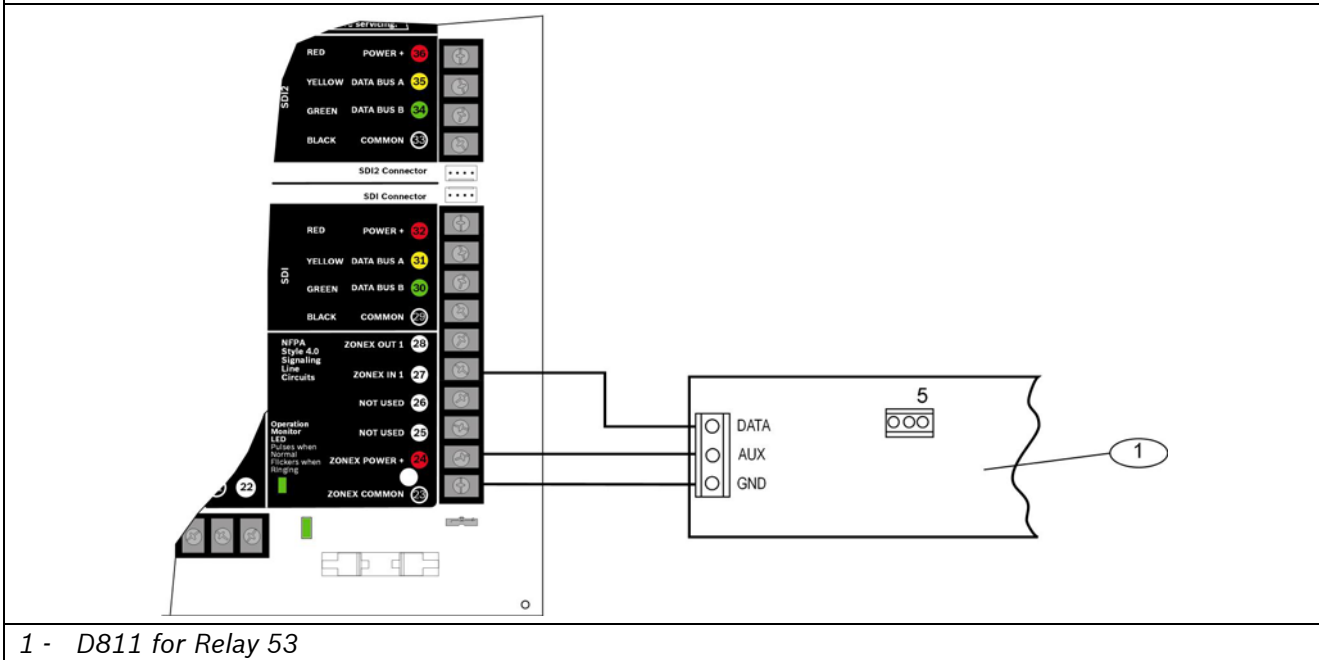 servicing.
SDI2
RED POWER + 36
YELLOW DATA BUS A 35
GREEN DATA BUS B 34
BLACK COMMON 33
SDI2 Connector
SDI Connector
SDI
RED POWER + 32
YELLOW DATA BUS A 31
GREEN DATA BUS B 30
BLACK COMMON 29
NFPA
Style 4.0
Signaling
Line
Circuits
ZONEX OUT 1 28
ZONEX IN 1 27
NOT USED 26
NOT USED 25
Operation
Monitor
LED
Pulses when
Normal
Flickers when
Ringing
ZONEX POWER + 24
ZONEX COMMON 23
22
DATA
AUX
GND
5
1
1 - D811 for Relay 53